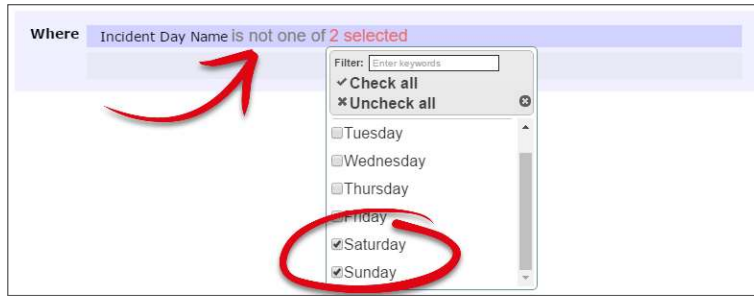 Where Incident Day Name is not one of 2 selected
Filter: Enter keywords
Check all
Uncheck all
Tuesday
Wednesday
Thursday
Friday
Saturday
Sunday